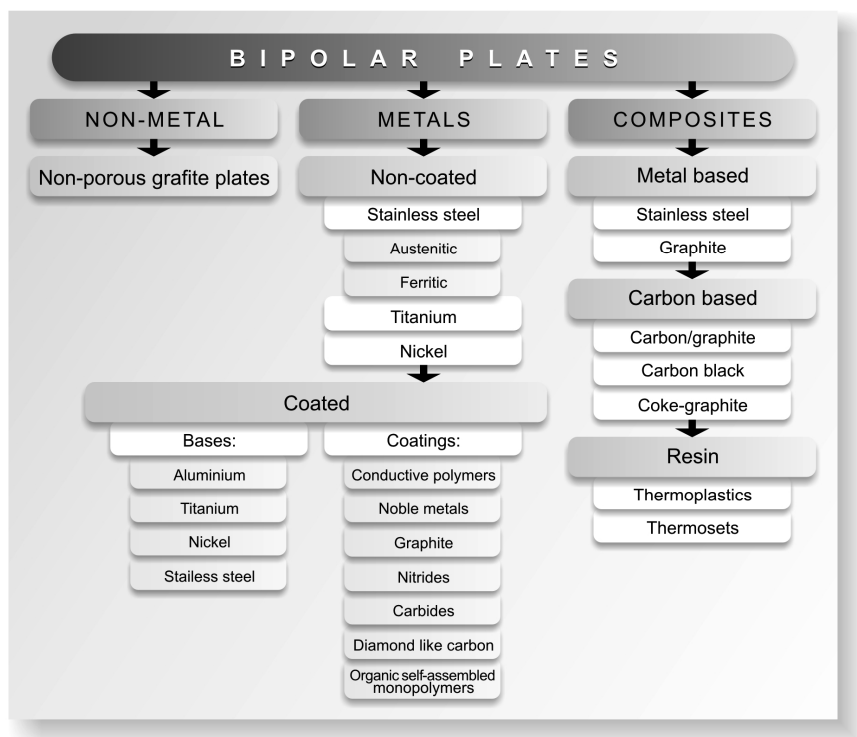 BIPOLAR PLATES
NON-METAL
Non-porous grafite plates
METALS
Non-coated
Stainless steel
Austenitic
Ferritic
Titanium
Nickel
Coated
Bases:
Aluminium
Titanium
Nickel
Stailess steel
Coatings:
Conductive polymers
Noble metals
Graphite
Nitrides
Carbides
Diamond like carbon
Organic self-assembled
monopolymers
COMPOSITES
Metal based
Stainless steel
Graphite
Carbon based
Carbon/graphite
Carbon black
Coke-graphite
Resin
Thermoplastics
Thermosets